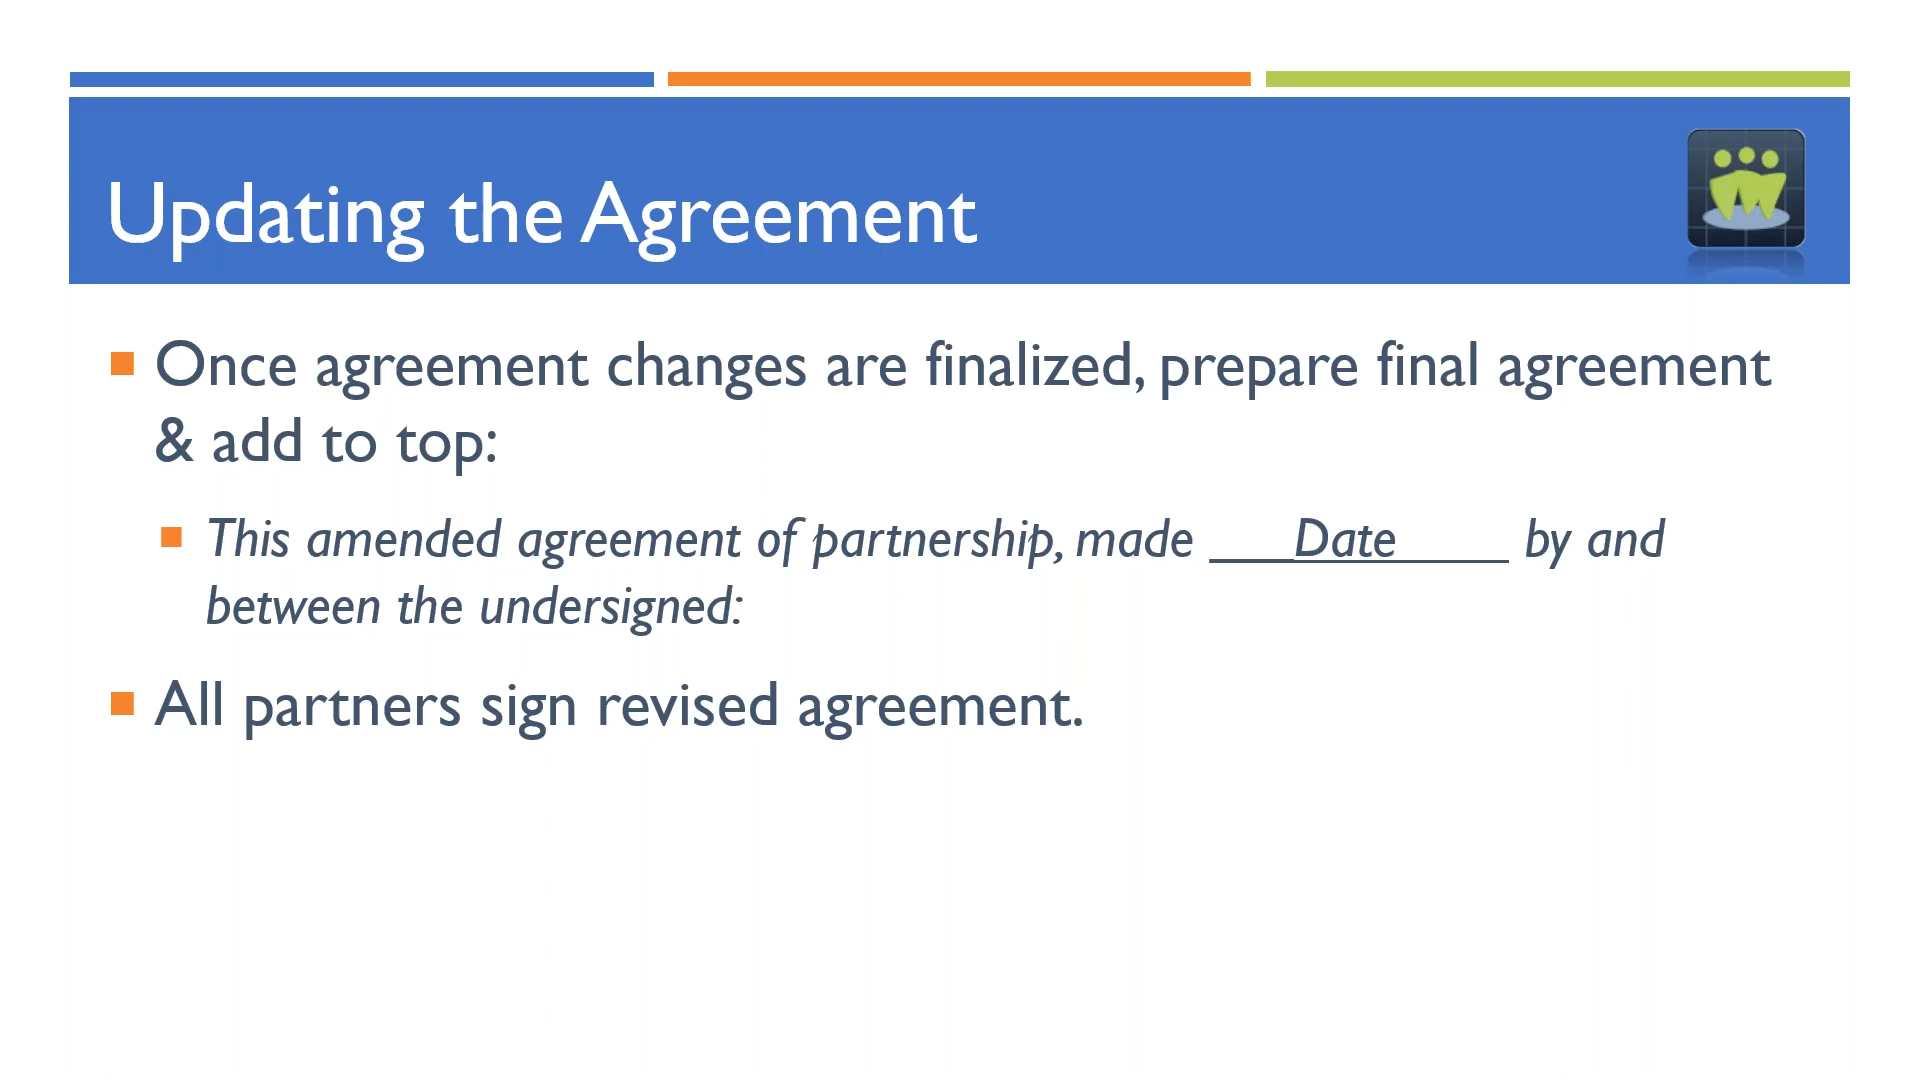 Updating the Agreement
Once agreement changes are finalized, prepare final agreement
& add to top:
This amended agreement of partnership, made ___Date____ by and
between the undersigned:
All partners sign revised agreement.